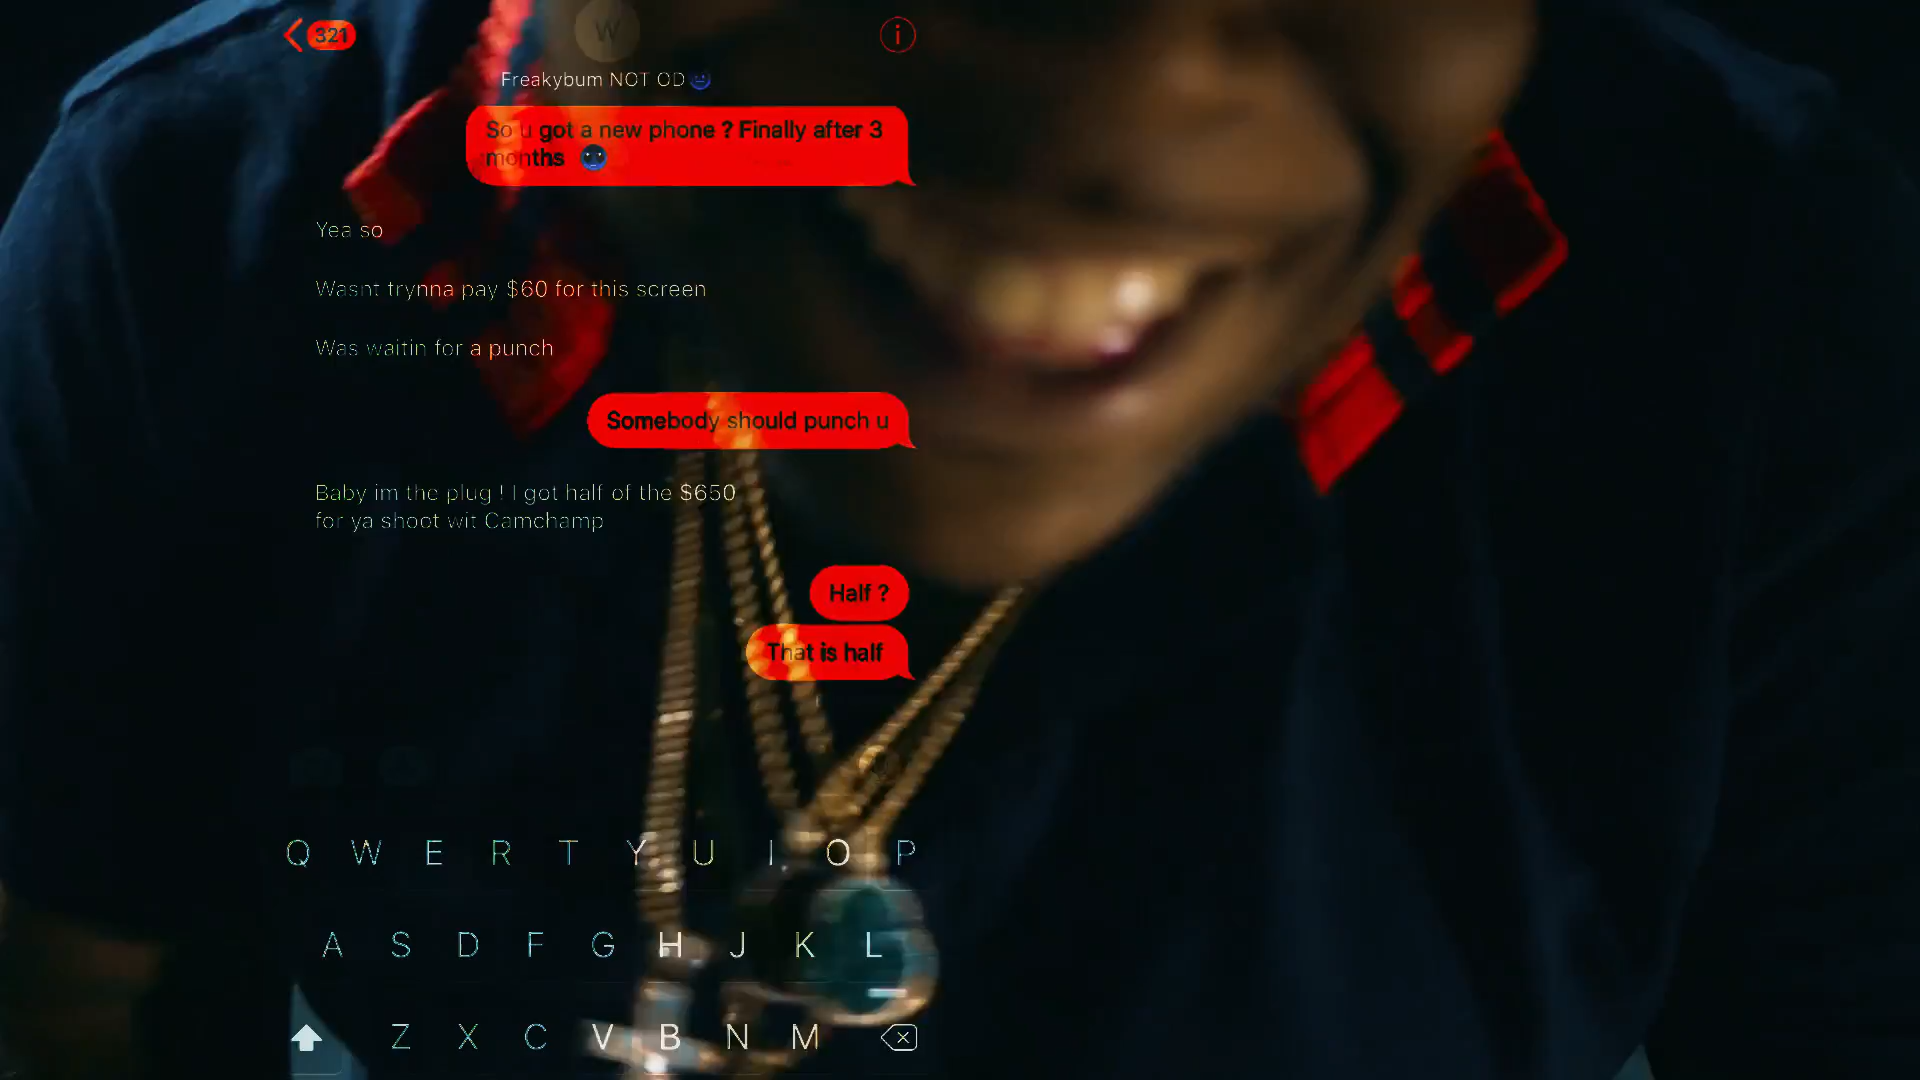 321
W
Freakybum NOT OD
So u got a new phone ? Finally after 3
months
Yea so
Wasnt trynna pay $60 for this screen
Was waitin for a punch
Somebody should punch u
Baby im the plug ! I got half of the $650
for ya shoot wit Camchamp
Half ?
That is half
Q W E R T Y U I O P
A S D F G H J K L
Z X C V B N M